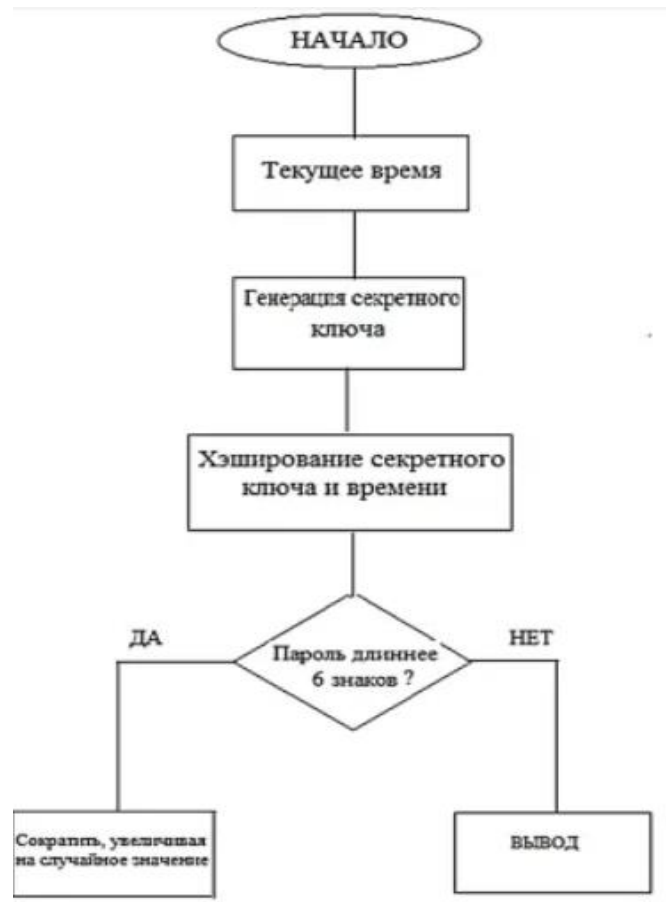 НАЧАЛО
Текущее время
Генерация секретного
ключа
Хэширование секретного
ключа и времени
ДА
НЕТ
Пароль длиннее
6 знаков ?
Сократить, увеличивая
на случайное значение
ВЫВОД